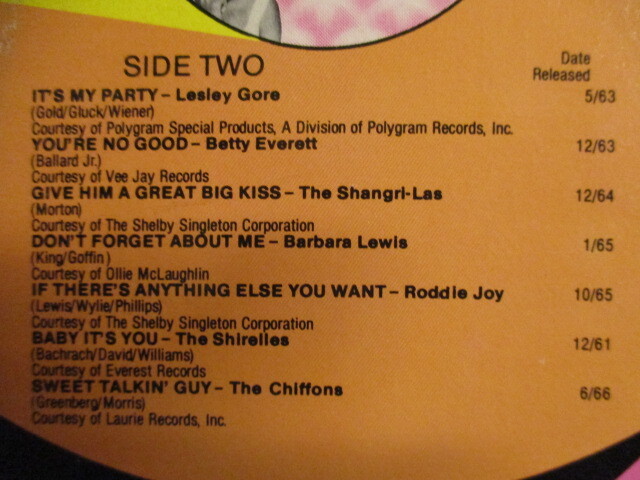 SIDE TWO
Date
Released
IT'S MY PARTY – Lesley Gore 5/63
(Gold/Gluck/Wiener)
Courtesy of Polygram Special Products, A Division of Polygram Records, Inc.
YOU'RE NO GOOD – Betty Everett 12/63
(Ballard Jr.)
Courtesy of Vee Jay Records
GIVE HIM A GREAT BIG KISS – The Shangri-Las 12/64
(Morton)
Courtesy of The Shelby Singleton Corporation
DON'T FORGET ABOUT ME – Barbara Lewis 1/65
(King/Goffin)
Courtesy of Ollie McLaughlin
IF THERE'S ANYTHING ELSE YOU WANT – Roddie Joy 10/65
(Lewis/Wylie/Phillips)
Courtesy of The Shelby Singleton Corporation
BABY IT'S YOU – The Shirelles 12/61
(Bachrach/David/Williams)
Courtesy of Everest Records
SWEET TALKIN' GUY – The Chiffons 6/66
(Greenberg/Morris)
Courtesy of Laurie Records, Inc.